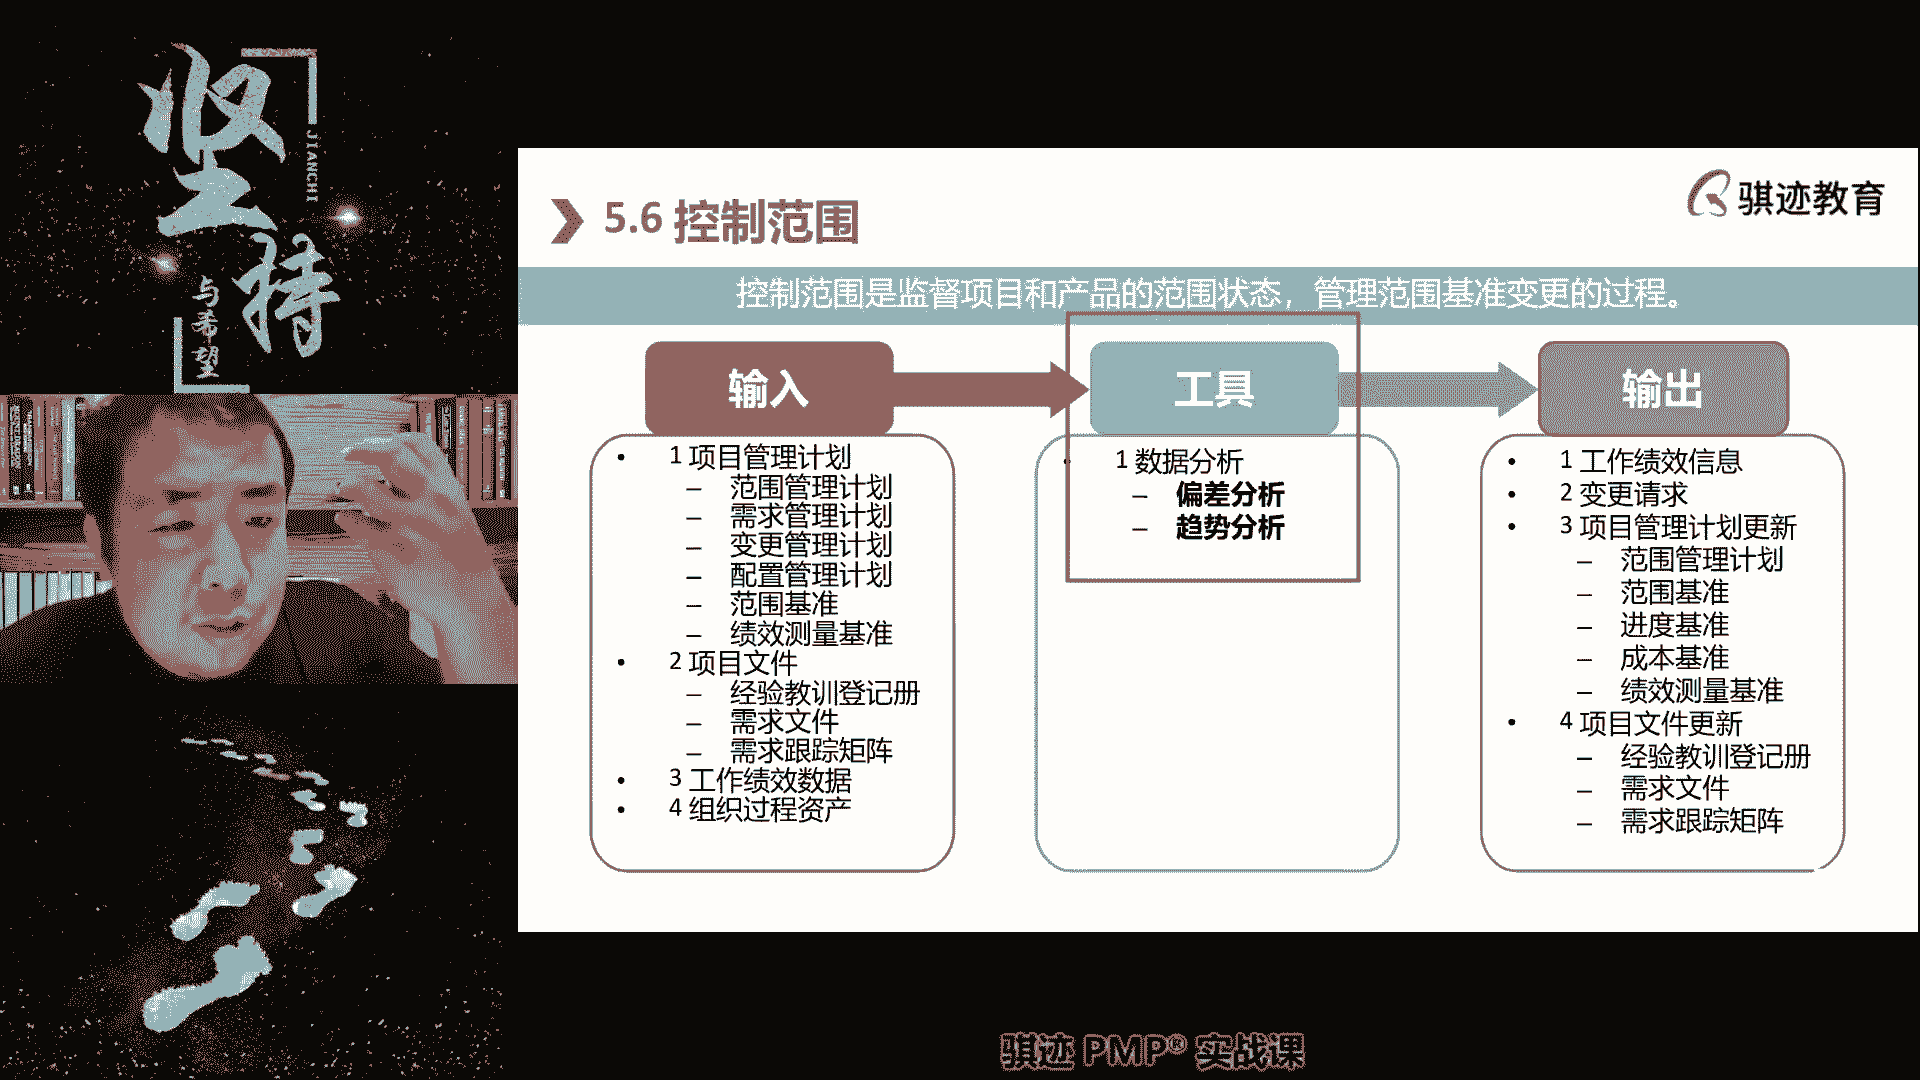 坚持
JIANCHI
与希望
骐迹教育
5.6 控制范围
控制范围是监督项目和产品的范围状态，管理范围基准变更的过程。
输入
• 1 项目管理计划
– 范围管理计划
– 需求管理计划
– 变更管理计划
– 配置管理计划
– 范围基准
– 绩效测量基准
• 2 项目文件
– 经验教训登记册
– 需求文件
– 需求跟踪矩阵
• 3 工作绩效数据
• 4 组织过程资产
工具
• 1 数据分析
– 偏差分析
– 趋势分析
输出
• 1 工作绩效信息
• 2 变更请求
• 3 项目管理计划更新
– 范围管理计划
– 范围基准
– 进度基准
– 成本基准
– 绩效测量基准
• 4 项目文件更新
– 经验教训登记册
– 需求文件
– 需求跟踪矩阵
骐迹 PMP® 实战课